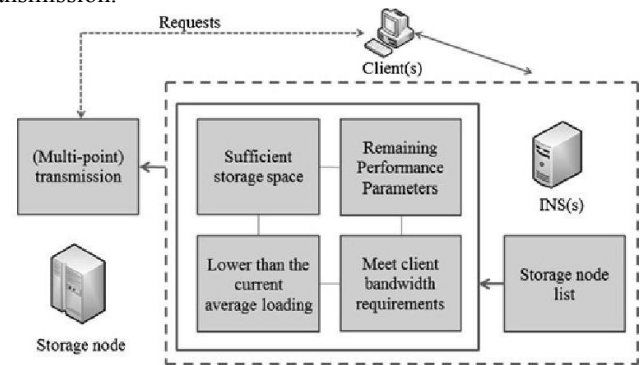 nsmission.
Requests
Client(s)
(Multi-point)
transmission
Sufficient
storage space
Remaining
Performance
Parameters
INS(s)
Lower than the
current
average loading
Meet client
bandwidth
requirements
Storage node
list
Storage node